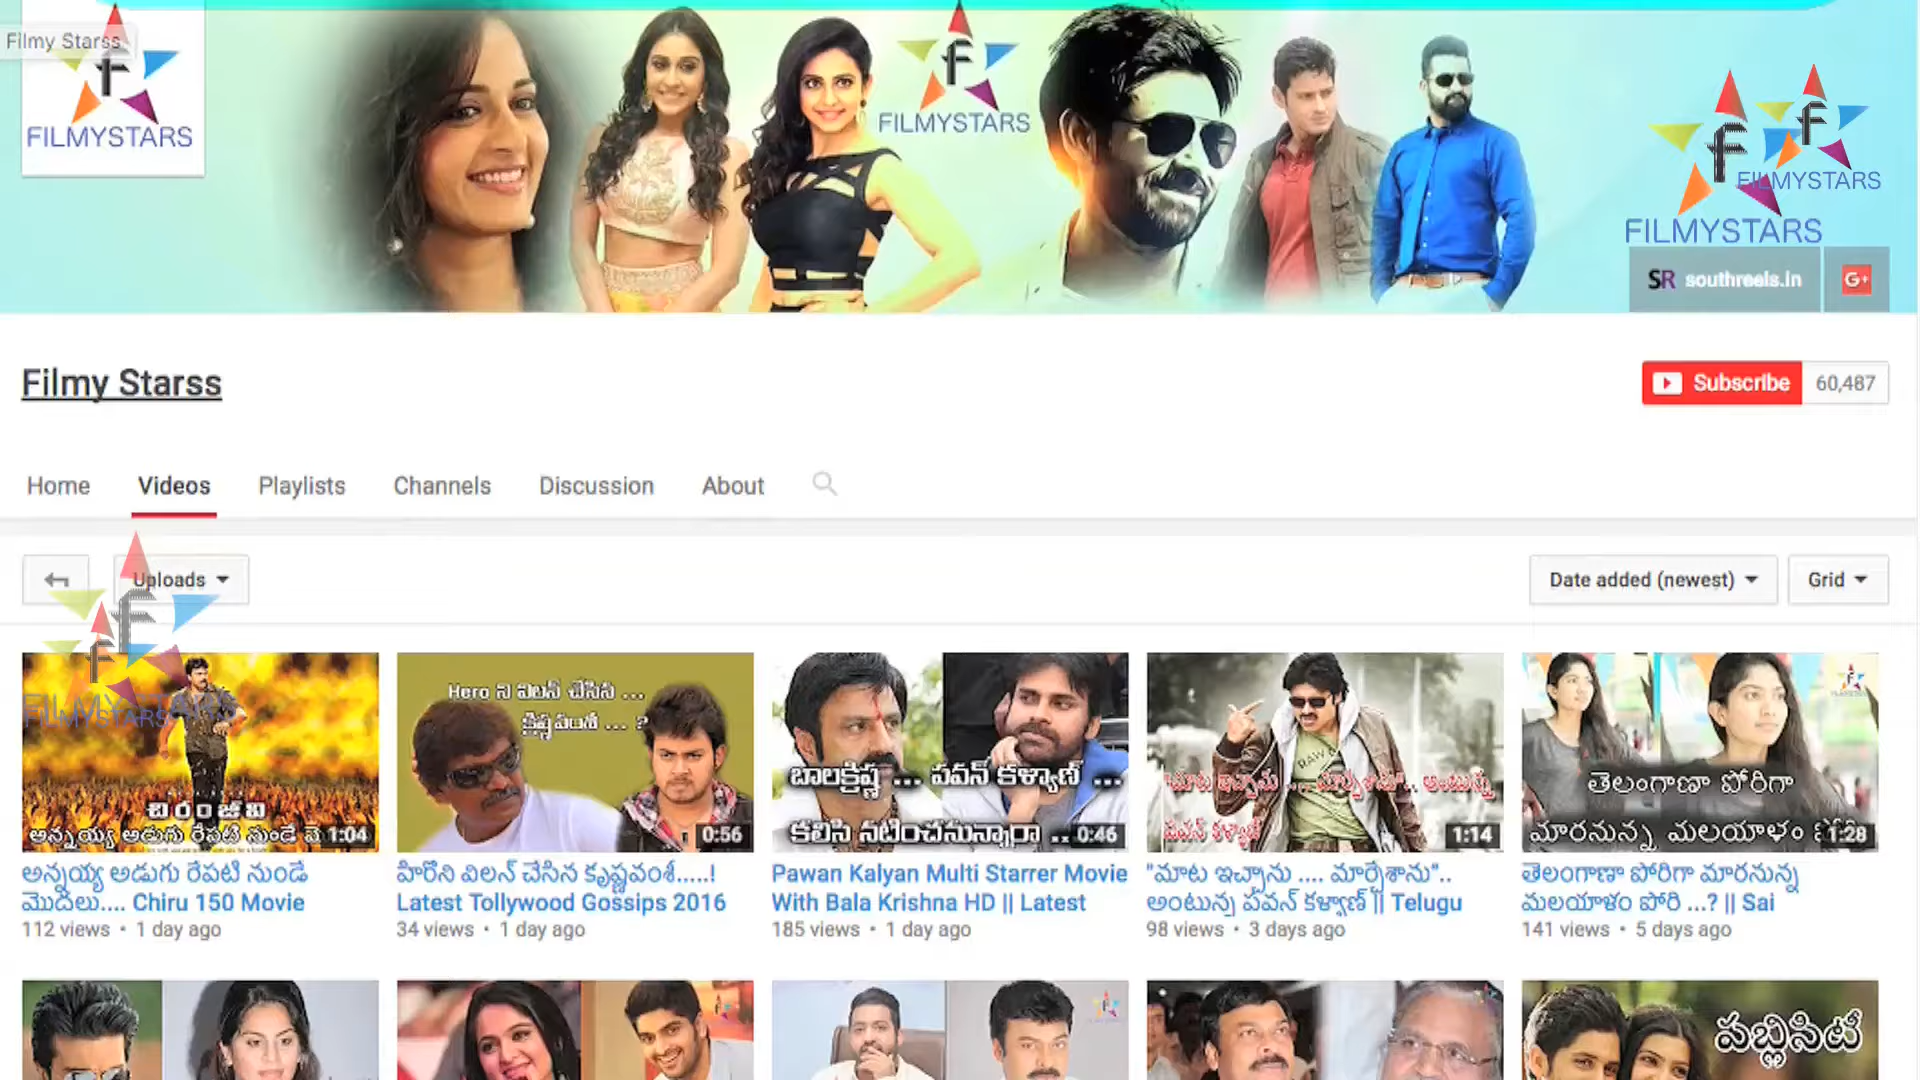 Filmy Starss
F
FILMYSTARS
F
FILMYSTARS
F
F
FILMYSTARS
FILMYSTARS
SR southreels.in
G+
Filmy Starss
Subscribe 60,487
Home Videos Playlists Channels Discussion About
Uploads
Date added (newest) Grid
F
F
FILMYSTARS
చిరంజీవి
1:04
Hero ని విలన్ చేసిన ...
క్రిష్ణవంశీ ... ?
0:56
బాలక్రిష్ణ ... పవన్ కళ్యాణ్ ...
కలిసి నటించనున్నారా ..
0:46
RAW
1:14
తెలంగాణా పోరిగా
మారనున్న మలయాళం
1:28
అన్నయ్య అడుగు రేపటి నుండే
మొదలు.... Chiru 150 Movie
112 views • 1 day ago
హీరోని విలన్ చేసిన కృష్ణవంశీ.....!
Latest Tollywood Gossips 2016
34 views • 1 day ago
Pawan Kalyan Multi Starrer Movie
With Bala Krishna HD || Latest
185 views • 1 day ago
"మాట ఇచ్చాను .... మార్చేశాను"..
అంటున్న పవన్ కళ్యాణ్ || Telugu
98 views • 3 days ago
తెలంగాణా పోరిగా మారనున్న
మలయాళం పోరి ...? || Sai
141 views • 5 days ago
పబ్లిసిటీ